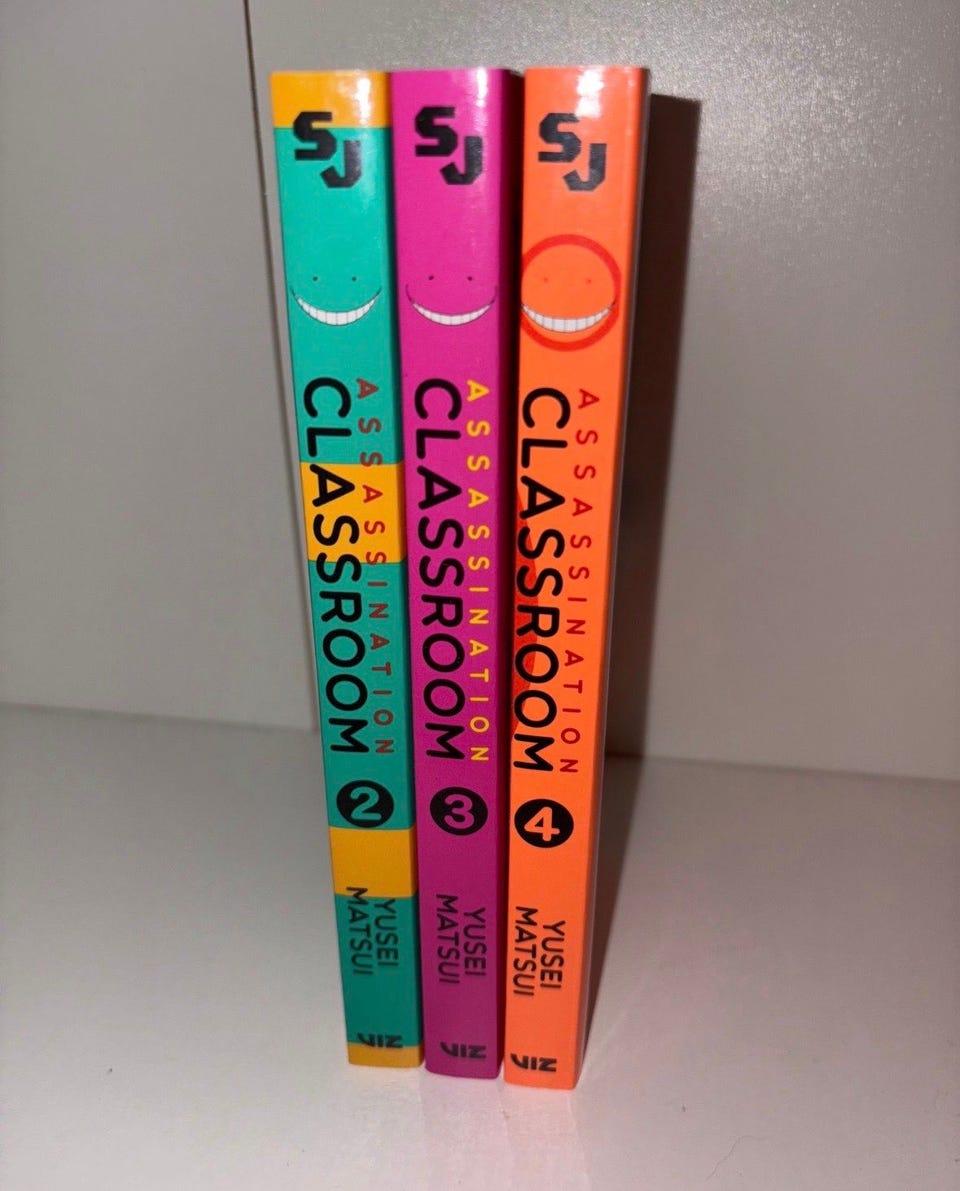 SJ
ASSASSINATION
CLASSROOM
2
YUSEI
MATSUI
VIZ
SJ
ASSASSINATION
CLASSROOM
3
YUSEI
MATSUI
VIZ
SJ
ASSASSINATION
CLASSROOM
4
YUSEI
MATSUI
VIZ